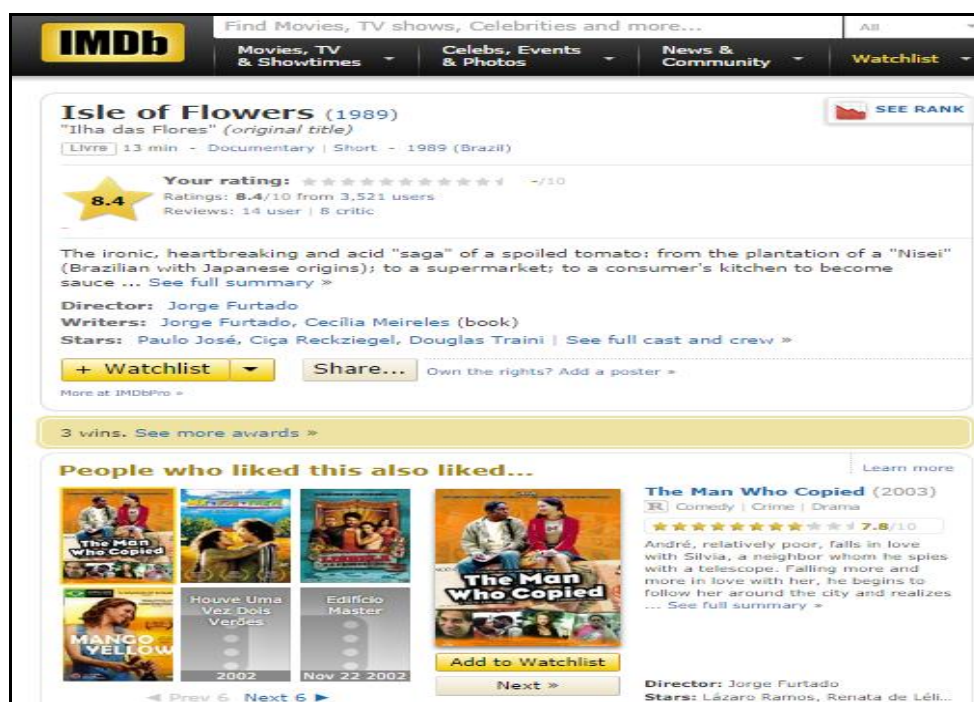 IMDb
Find Movies, TV shows, Celebrities and more...
All
Movies, TV
& Showtimes
Celebs, Events
& Photos
News &
Community
Watchlist
Isle of Flowers (1989)
SEE RANK
"Ilha das Flores" (original title)
Livre 13 min - Documentary | Short - 1989 (Brazil)
8.4
Your rating: -/10
Ratings: 8.4/10 from 3,521 users
Reviews: 14 user | 8 critic
The ironic, heartbreaking and acid "saga" of a spoiled tomato: from the plantation of a "Nisei"
(Brazilian with Japanese origins); to a supermarket; to a consumer's kitchen to become
sauce ... See full summary »
Director: Jorge Furtado
Writers: Jorge Furtado, Cecília Meireles (book)
Stars: Paulo José, Ciça Reckziegel, Douglas Traini | See full cast and crew »
+ Watchlist
Share...
Own the rights? Add a poster »
More at IMDbPro »
3 wins. See more awards »
People who liked this also liked...
Learn more
The Man
Who Copied
MANGO
YELLOW
Houve Uma
Vez Dois
Verões
2002
Edifício
Master
Nov 22 2002
◄ Prev 6 Next 6 ►
The Man
Who Copied
Add to Watchlist
Next »
The Man Who Copied (2003)
R Comedy | Crime | Drama
7.8/10
André, relatively poor, falls in love
with Silvia, a neighbor whom he spies
with a telescope. Falling more and
more in love with her, he begins to
follow her around the city and realizes
... See full summary »
Director: Jorge Furtado
Stars: Lázaro Ramos, Renata de Léli...